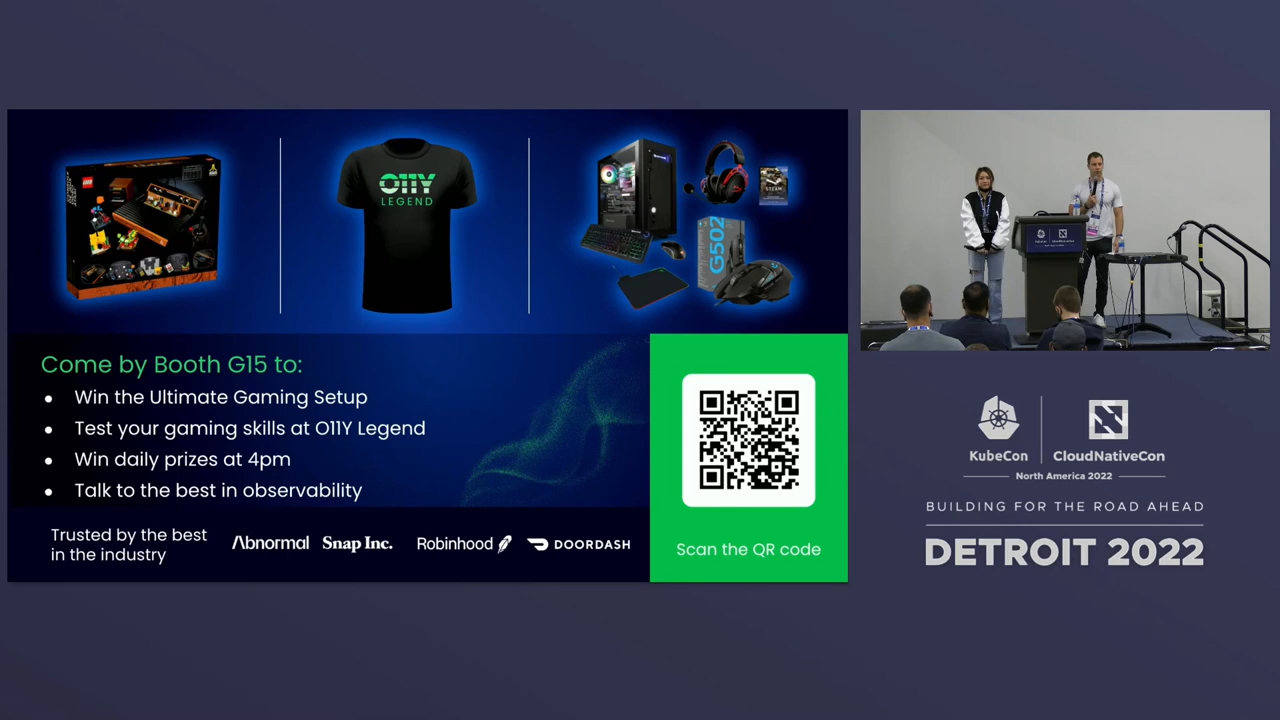 LEGO
O11Y
LEGEND
G502
STEAM
Come by Booth G15 to:
• Win the Ultimate Gaming Setup
• Test your gaming skills at O11Y Legend
• Win daily prizes at 4pm
• Talk to the best in observability
Trusted by the best
in the industry
Abnormal
Snap Inc.
Robinhood
DOORDASH
Scan the QR code
KubeCon
CloudNativeCon
North America 2022
BUILDING FOR THE ROAD AHEAD
DETROIT 2022